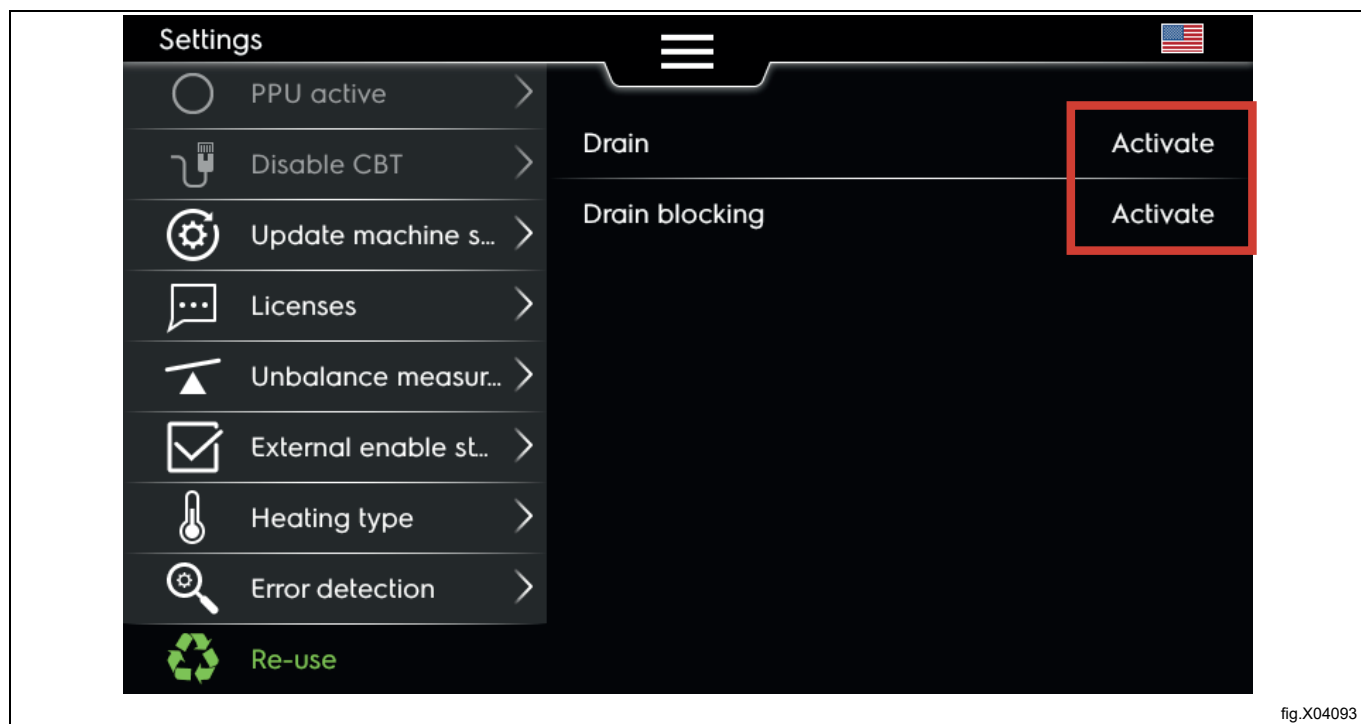 Settings
PPU active
Disable CBT
Update machine s...
Licenses
Unbalance measur...
External enable st...
Heating type
Error detection
Re-use
Drain Activate
Drain blocking Activate
fig.X04093